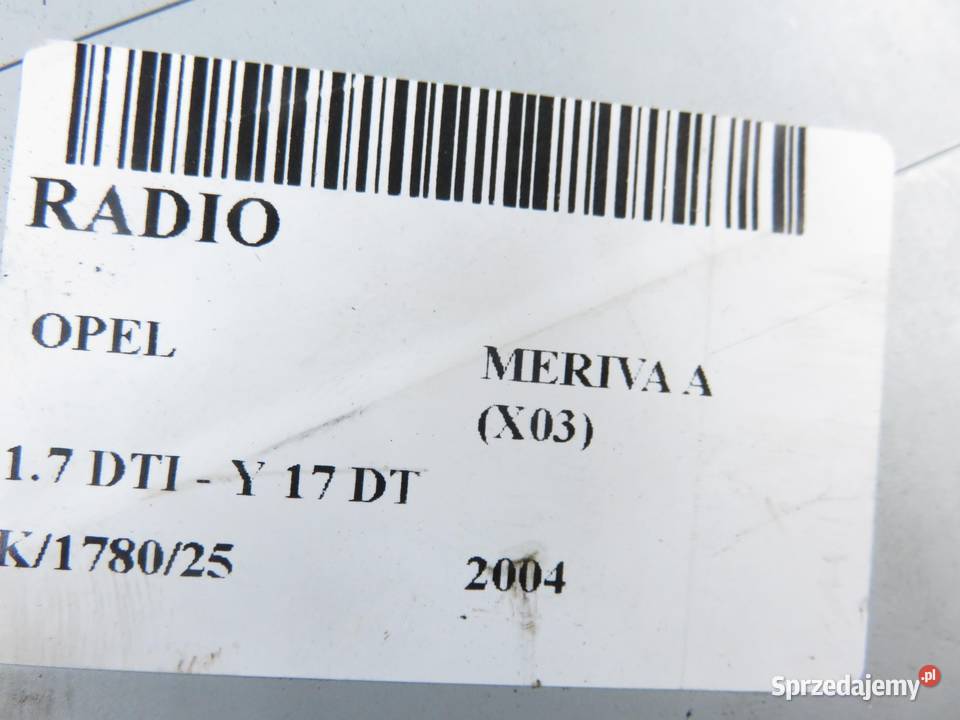 RADIO
OPEL
MERIVA A
(X03)
1.7 DTI - Y 17 DT
K/1780/25
2004
Sprzedajemy.pl